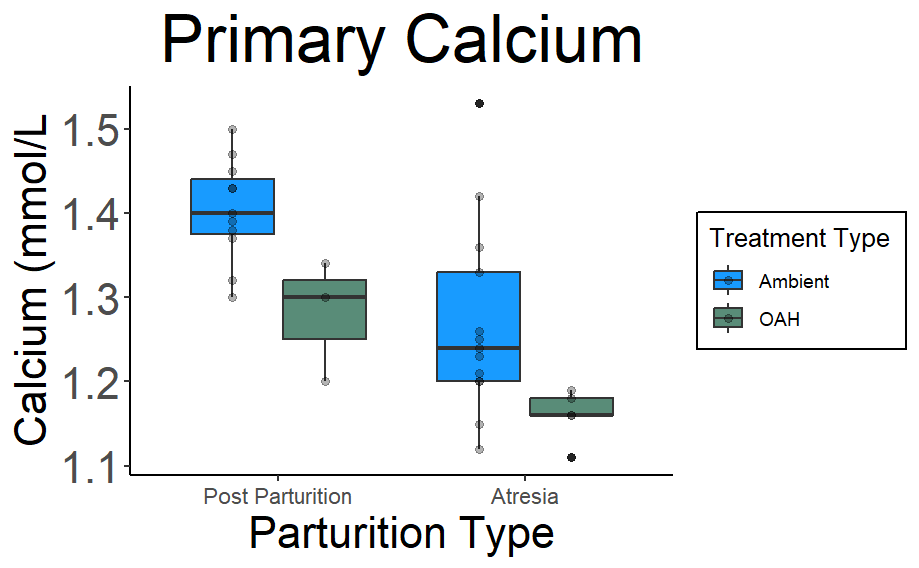 Primary Calcium
Calcium (mmol/L
1.5
1.4
1.3
1.2
1.1
Post Parturition
Atresia
Parturition Type
Treatment Type
Ambient
OAH